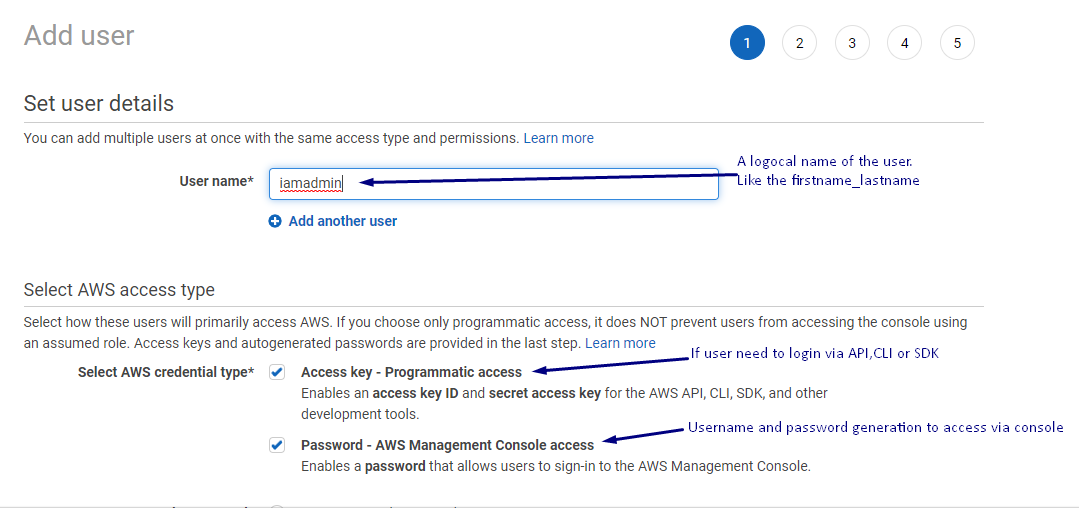 Add user
1 2 3 4 5
Set user details
You can add multiple users at once with the same access type and permissions. Learn more
User name*
iamadmin
A logocal name of the user.
Like the firstname_lastname
Add another user
Select AWS access type
Select how these users will primarily access AWS. If you choose only programmatic access, it does NOT prevent users from accessing the console using
an assumed role. Access keys and autogenerated passwords are provided in the last step. Learn more
If user need to login via API,CLI or SDK
Select AWS credential type*
Access key - Programmatic access
Enables an access key ID and secret access key for the AWS API, CLI, SDK, and other
development tools.
Username and password generation to access via console
Password - AWS Management Console access
Enables a password that allows users to sign-in to the AWS Management Console.